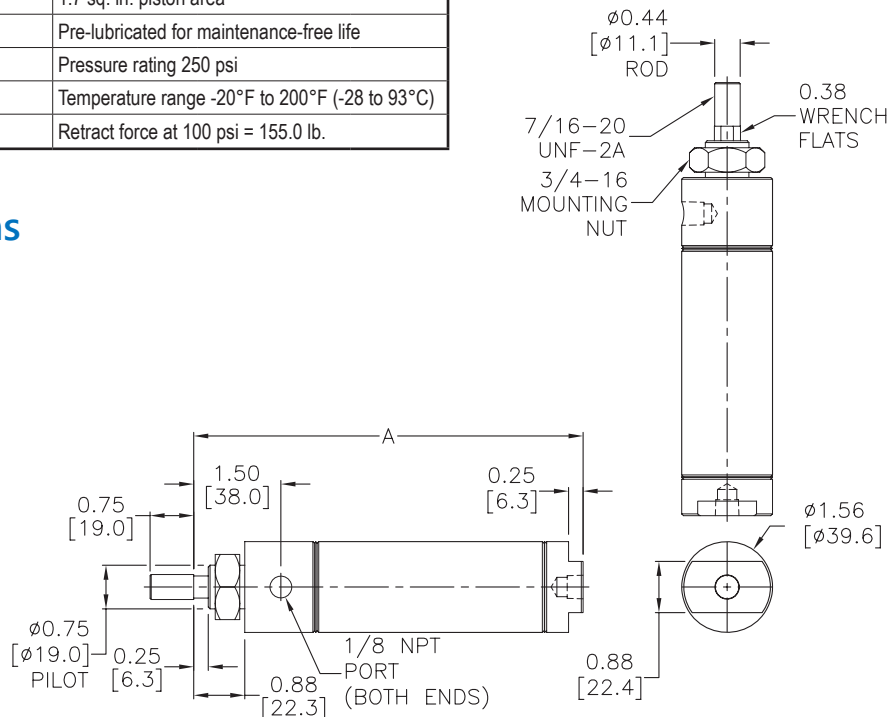 1.7 sq. in. piston area
Pre-lubricated for maintenance-free life
Pressure rating 250 psi
Temperature range -20°F to 200°F (-28 to 93°C)
Retract force at 100 psi = 155.0 lb.
ø0.44
[ø11.1]
ROD
0.38
WRENCH
FLATS
7/16-20
UNF-2A
3/4-16
MOUNTING
NUT
A
1.50
[38.0]
0.25
[6.3]
0.75
[19.0]
ø1.56
[ø39.6]
ø0.75
[ø19.0]
PILOT
0.25
[6.3]
0.88
[22.3]
1/8 NPT
PORT
(BOTH ENDS)
0.88
[22.4]